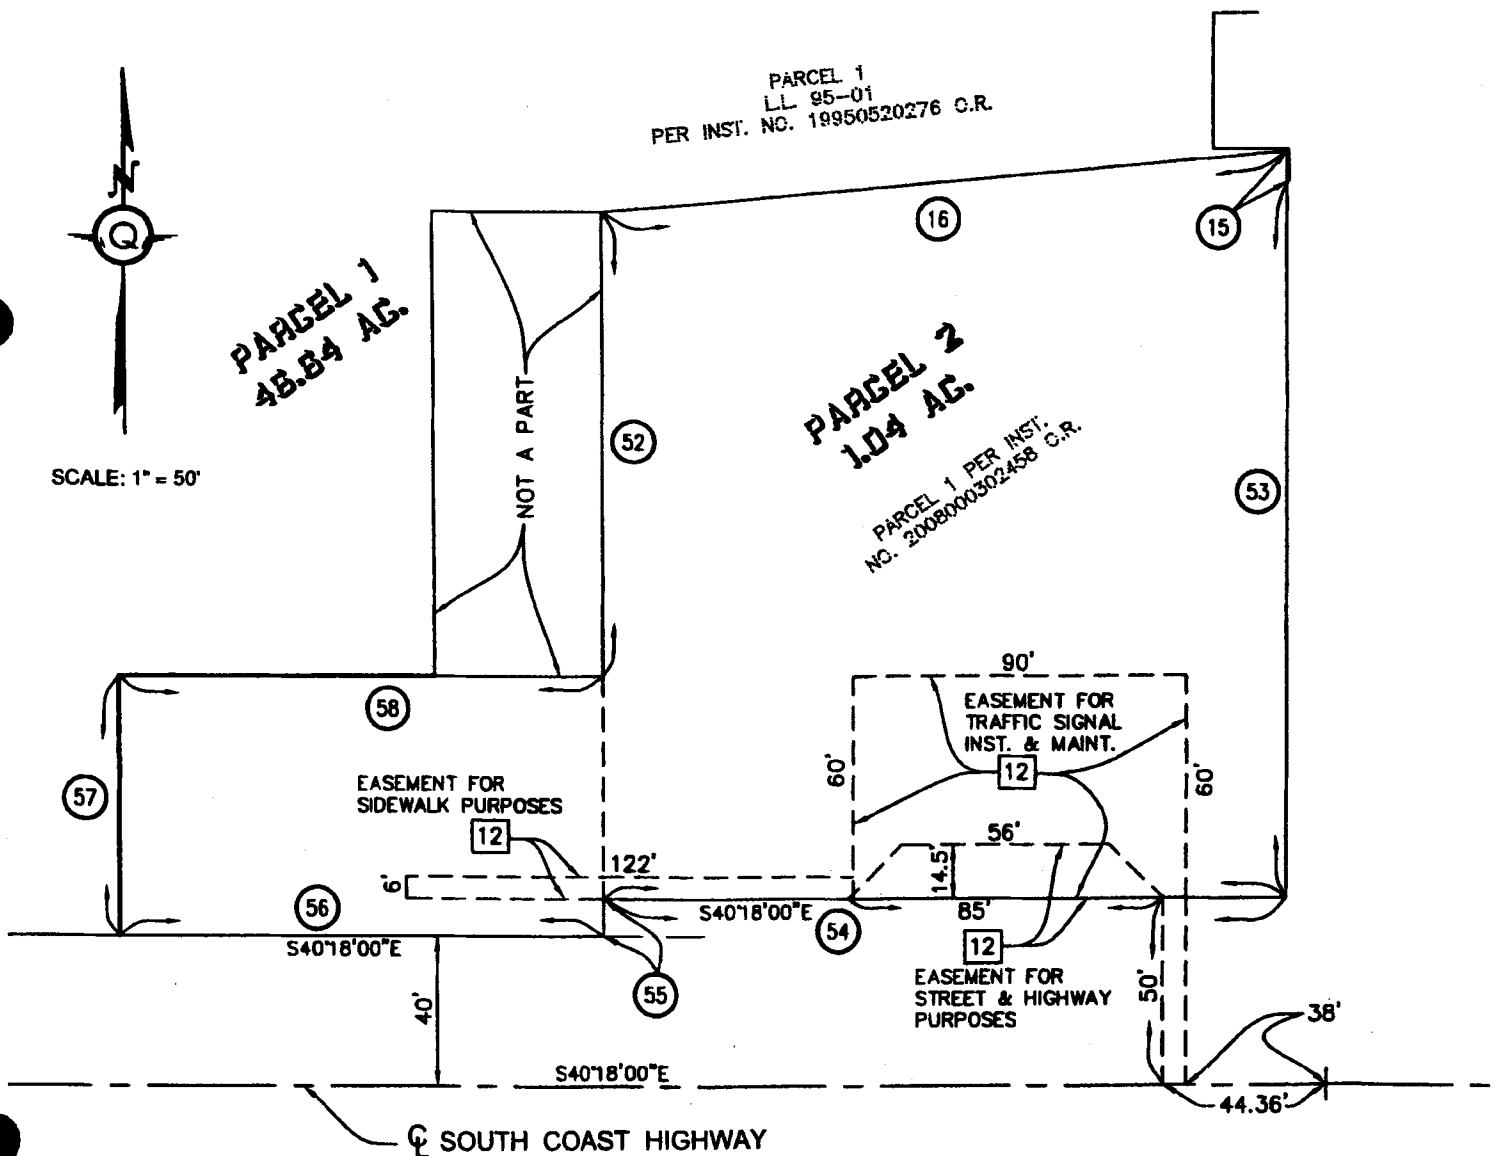 PARCEL 1
L.L. 95-01
PER INST. NO. 19950520276 O.R.
N
Q
16
15
PARCEL 1
48.84 AC.
PARCEL 2
1.04 AC.
NOT A PART
52
PARCEL 1 PER INST.
NO. 2008000302458 O.R.
SCALE: 1" = 50'
53
90'
58
EASEMENT FOR
TRAFFIC SIGNAL
INST. & MAINT.
12
60'
60'
57
EASEMENT FOR
SIDEWALK PURPOSES
12
56'
122'
14.5'
6'
56
S40°18'00"E
85'
54
S40°18'00"E
12
EASEMENT FOR
STREET & HIGHWAY
PURPOSES
55
40'
50'
38'
S40°18'00"E
44.36'
℄ SOUTH COAST HIGHWAY